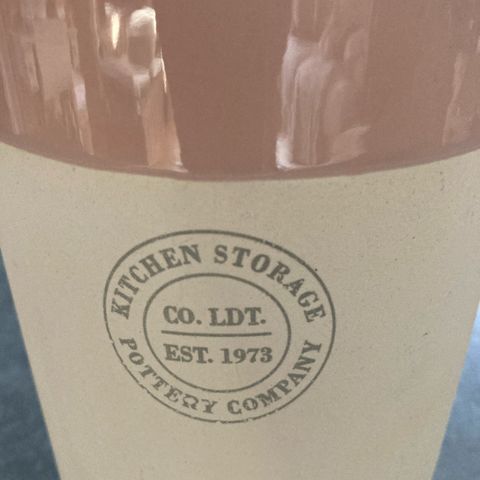 KITCHEN STORAGE
CO. LDT.
EST. 1973
POTTERY COMPANY